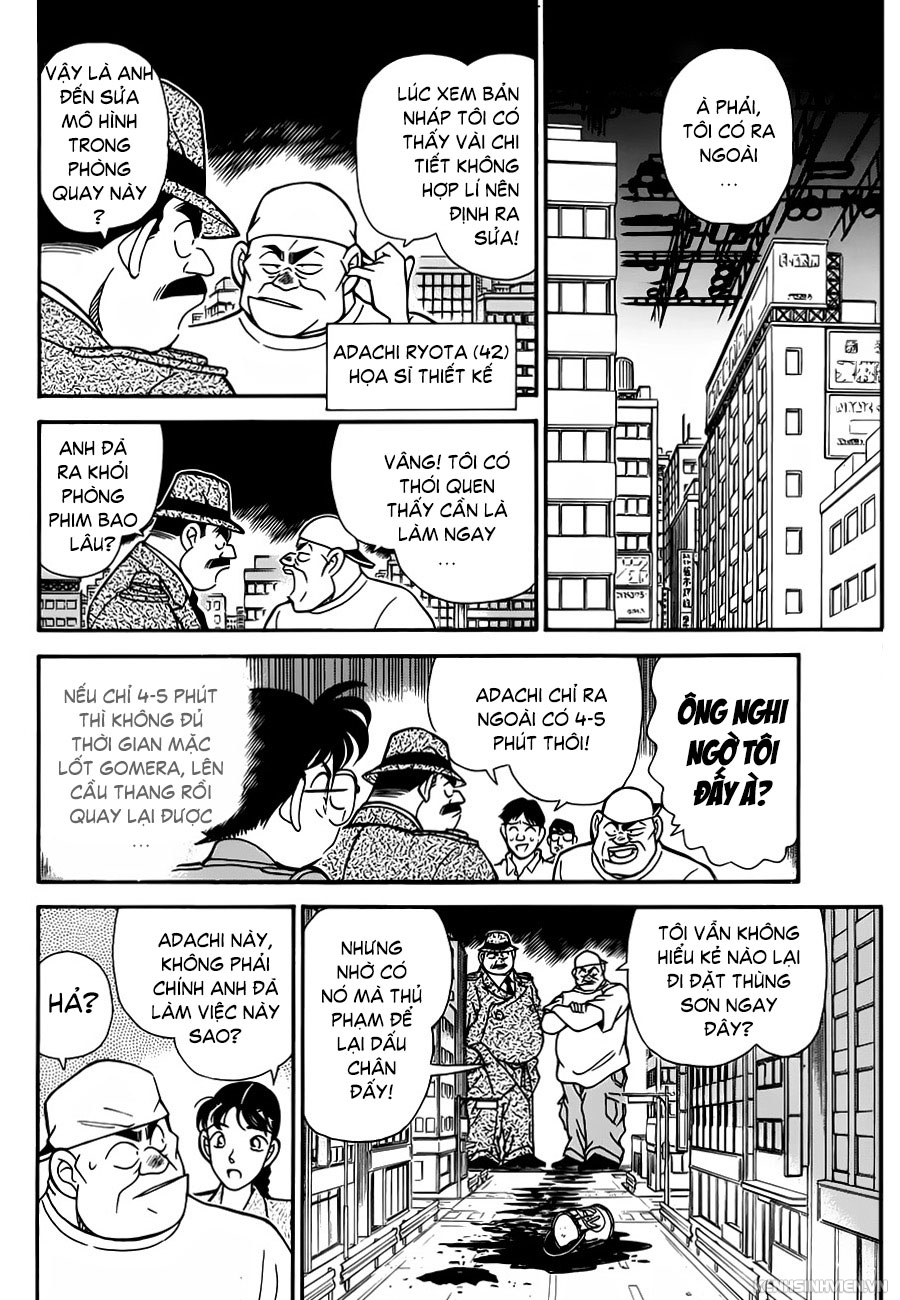 À PHẢI,
TÔI CÓ RA
NGOÀI
...
LÚC XEM BẢN
NHÁP TÔI CÓ
THẤY VÀI CHI
TIẾT KHÔNG
HỢP LÍ NÊN
ĐỊNH RA
SỬA!
VẬY LÀ ANH
ĐẾN SỬA
MÔ HÌNH
TRONG
PHÒNG
QUAY NÀY
?
ADACHI RYOTA (42)
HỌA SĨ THIẾT KẾ
VÂNG! TÔI CÓ
THÓI QUEN
THẤY CẦN LÀ
LÀM NGAY
...
ANH ĐÃ
RA KHỎI
PHÒNG
PHIM BAO
LÂU?
ÔNG NGHI
NGỜ TÔI
ĐẤY À?
ADACHI CHỈ RA
NGOÀI CÓ 4-5
PHÚT THÔI!
NẾU CHỈ 4-5 PHÚT
THÌ KHÔNG ĐỦ
THỜI GIAN MẶC
LỐT GOMERA, LÊN
CẦU THANG RỒI
QUAY LẠI ĐƯỢC
...
TÔI VẪN KHÔNG
HIỂU KẺ NÀO LẠI
ĐI ĐẶT THÙNG
SƠN NGAY
ĐÂY?
NHƯNG
NHỜ CÓ
NÓ MÀ THỦ
PHẠM ĐỂ
LẠI DẤU
CHÂN
ĐẤY!
ADACHI NÀY,
KHÔNG PHẢI
CHÍNH ANH ĐÃ
LÀM VIỆC NÀY
SAO?
HẢ?
KENHSINHVIEN.VN